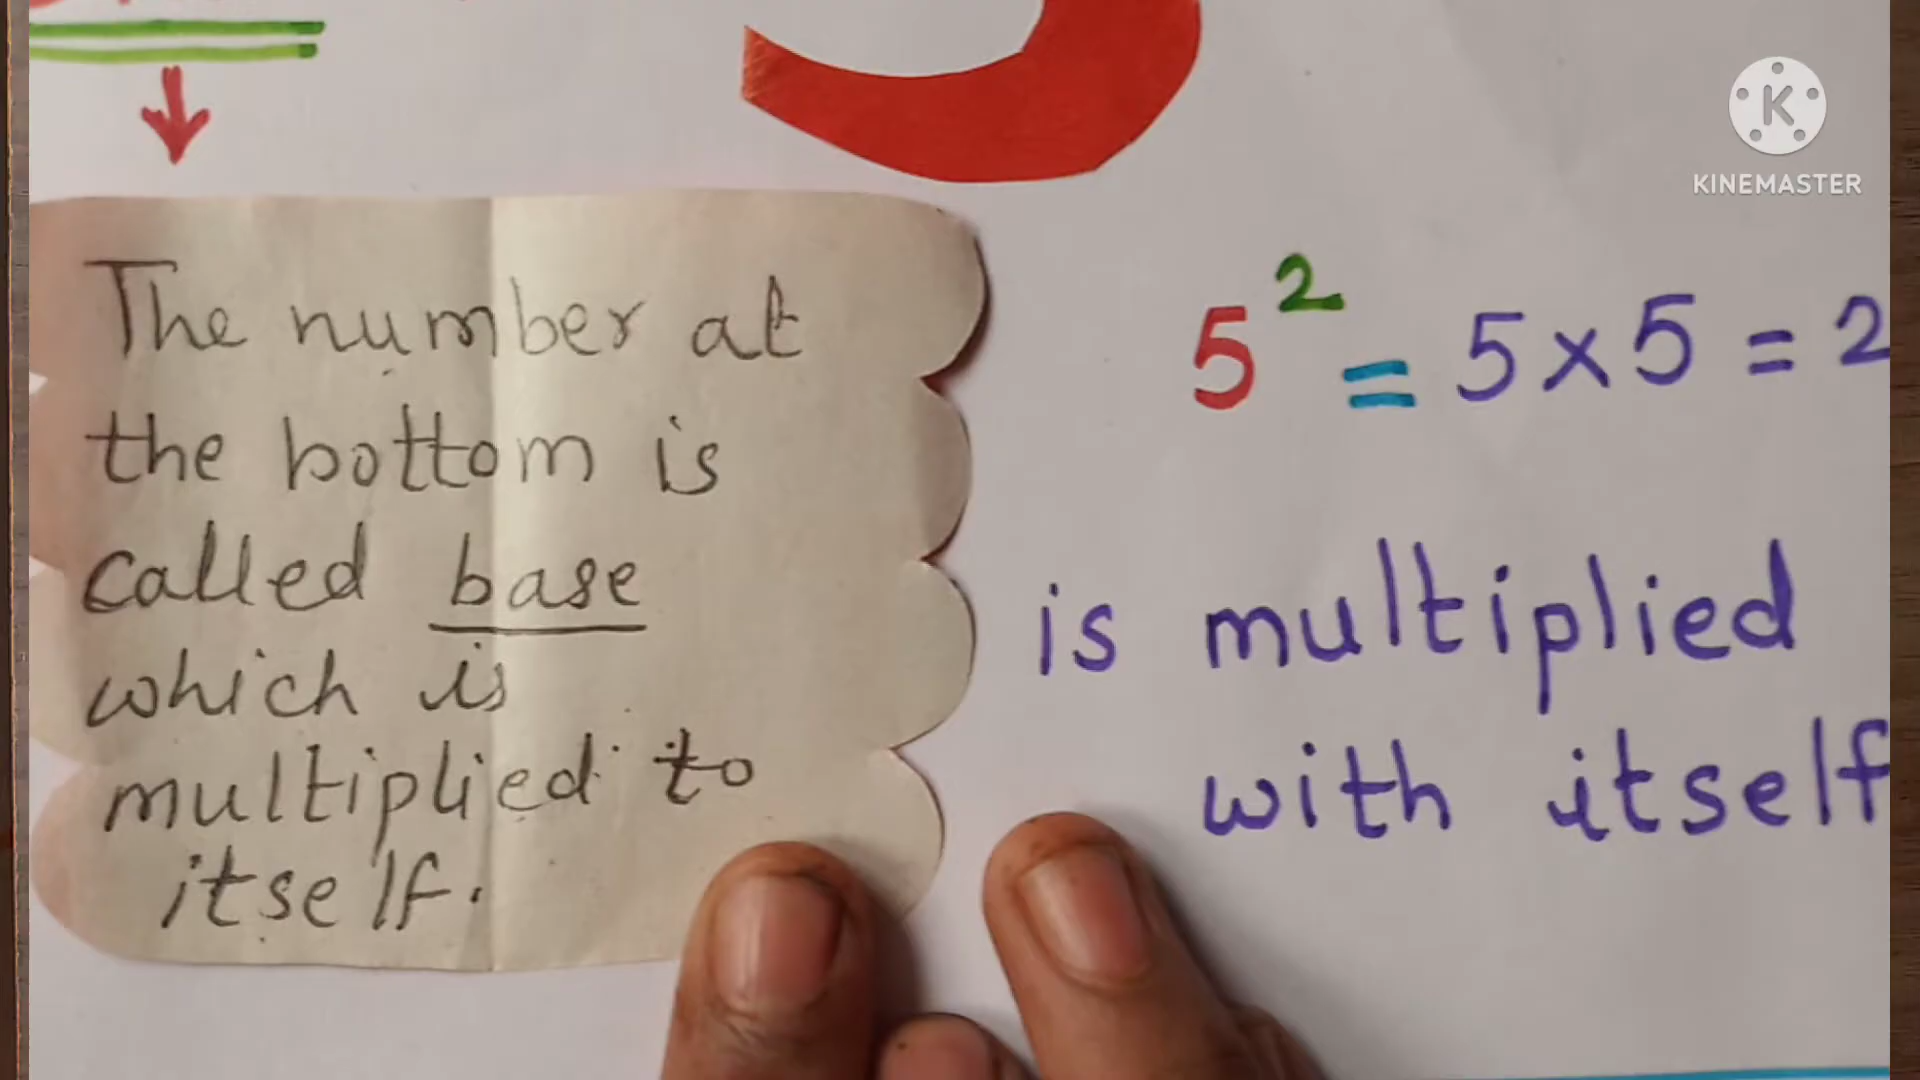 The number at
the bottom is
called base
which is
multiplied to
itself.
5² = 5 × 5 = 2
is multiplied
with itself
KINEMASTER